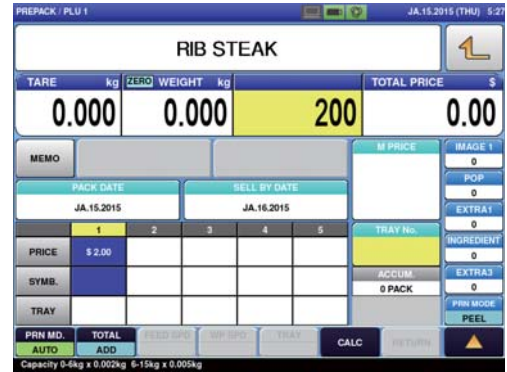 PREPACK / PLU 1
JA.15.2015 (THU) 5:27
RIB STEAK
TARE kg
ZERO WEIGHT kg
TOTAL PRICE $
0.000
0.000
200
0.00
MEMO
M PRICE
IMAGE 1
0
POP
0
PACK DATE
JA.15.2015
SELL BY DATE
JA.16.2015
EXTRA1
0
1 2 3 4 5
TRAY No.
INGREDIENT
0
PRICE $ 2.00
SYMB.
ACCUM.
0 PACK
EXTRA3
0
TRAY
PRN MODE
PEEL
PRN MD.
AUTO
TOTAL
ADD
FEED SPD
WP SPD
TRAY
CALC
RETURN
Capacity 0-6kg x 0.002kg 6-15kg x 0.005kg